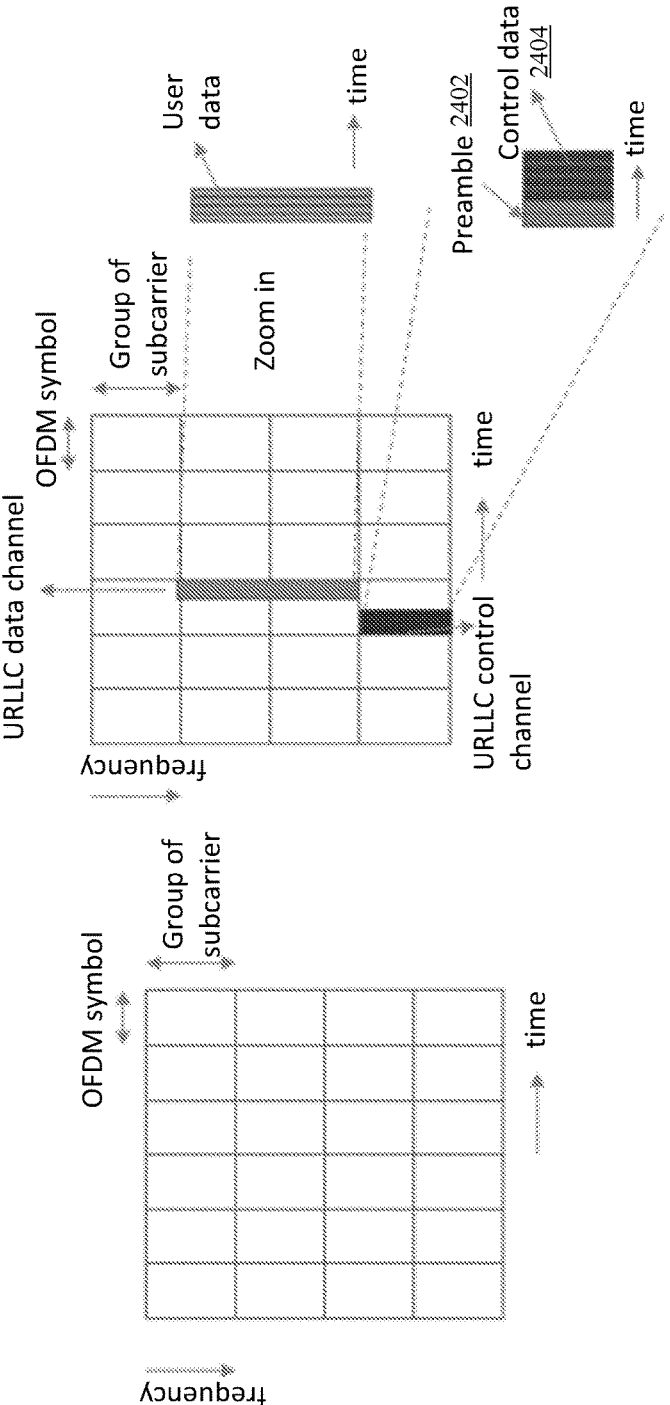 OFDM symbol
Group of
subcarrier
frequency
time
URLLC data channel
OFDM symbol
Group of
subcarrier
frequency
Zoom in
time
URLLC control
channel
User
data
time
Preamble 2402
Control data
2404
time